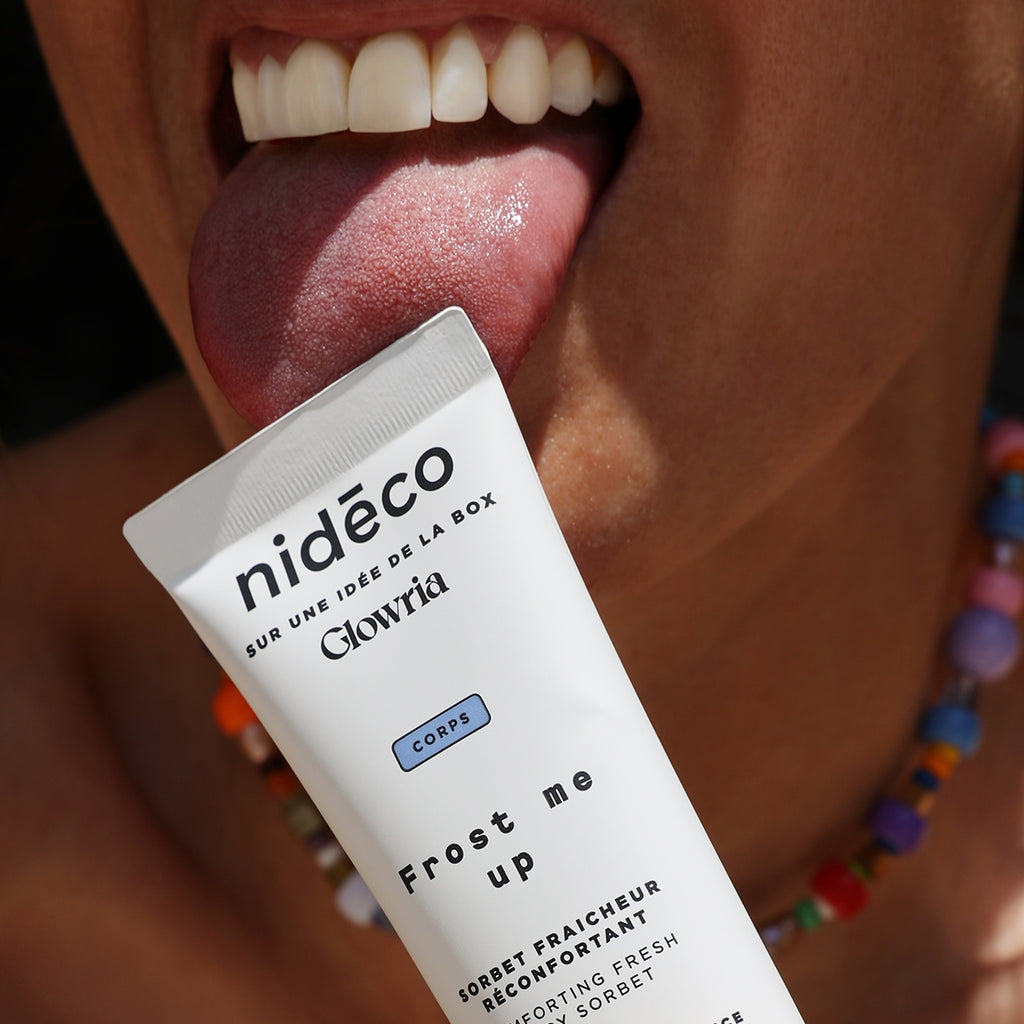 nidēco
SUR UNE IDÉE DE LA BOX
Glowria
CORPS
Frost me
up
SORBET FRAICHEUR
RÉCONFORTANT
FRESH
SORBET